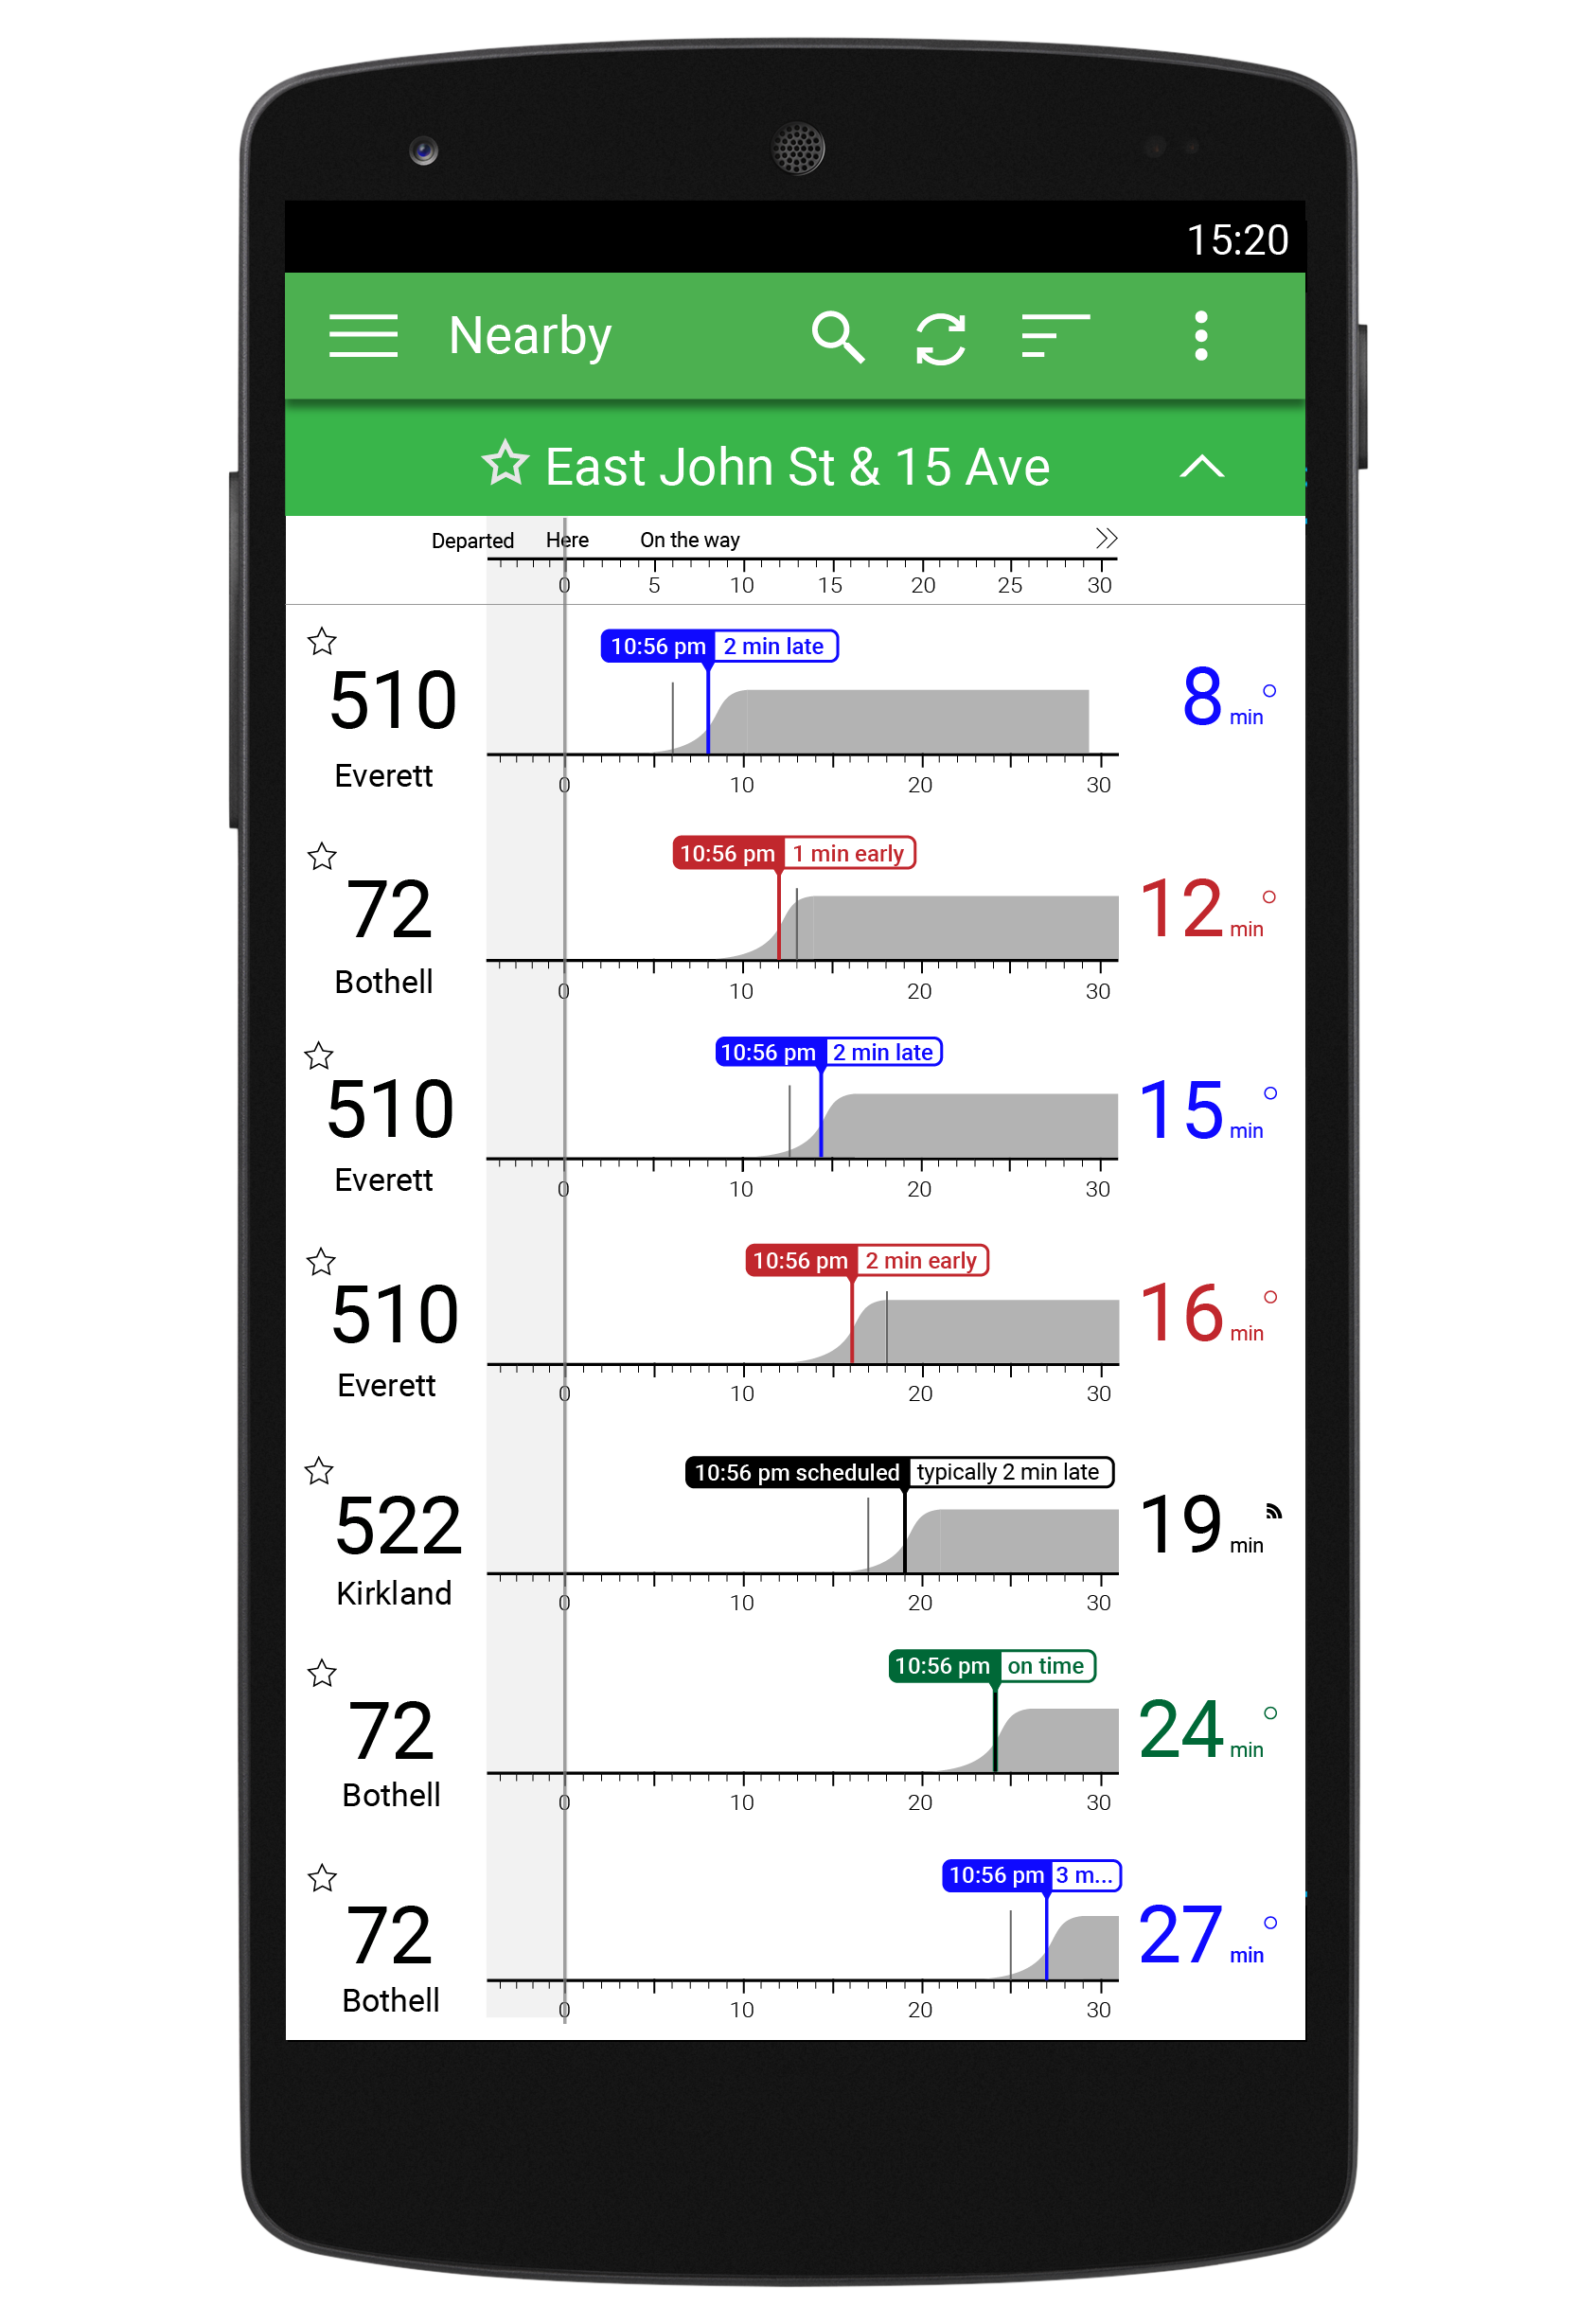 15:20
Nearby
East John St & 15 Ave
Departed Here On the way
0 5 10 15 20 25 30
10:56 pm 2 min late
510 8 min
Everett
0 10 20 30
10:56 pm 1 min early
72 12 min
Bothell
0 10 20 30
10:56 pm 2 min late
510 15 min
Everett
0 10 20 30
10:56 pm 2 min early
510 16 min
Everett
0 10 20 30
10:56 pm scheduled typically 2 min late
522 19 min
Kirkland
0 10 20 30
10:56 pm on time
72 24 min
Bothell
0 10 20 30
10:56 pm 3 m...
72 27 min
Bothell
0 10 20 30